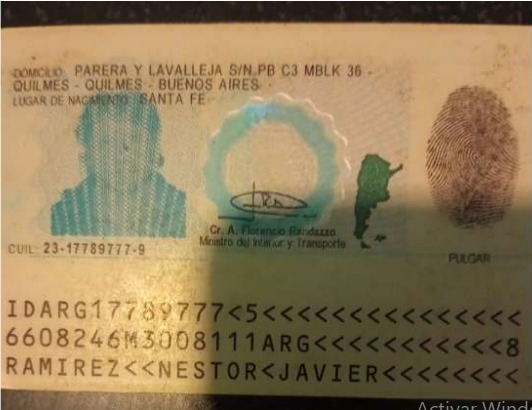 DOMICILIO: PARERA Y LAVALLEJA S/N PB C3 MBLK 36 -
QUILMES - QUILMES - BUENOS AIRES -
LUGAR DE NACIMIENTO: SANTA FE
Cr. A. Florencio Randazzo
Ministro del Interior y Transporte
CUIL: 23-17789777-9
PULGAR
IDARG17789777<5<<<<<<<<<<<<<<<
6608246M3008111ARG<<<<<<<<<<<8
RAMIREZ<<NESTOR<JAVIER<<<<<<<<
Activar Wind